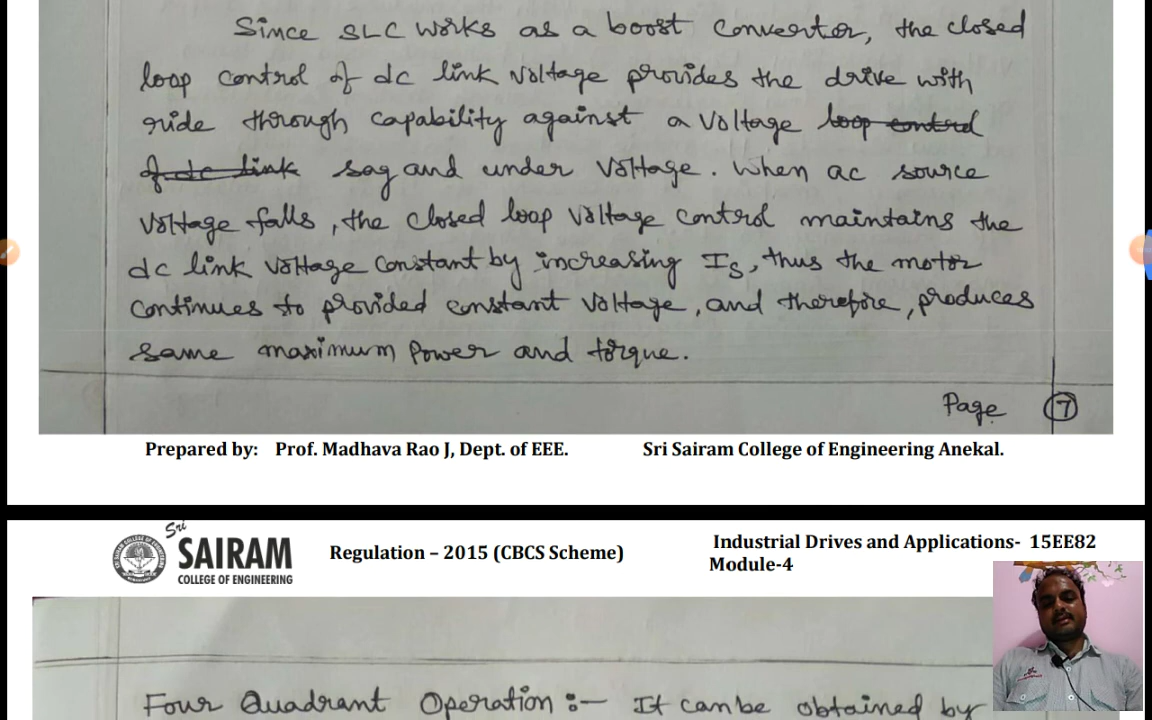 Since SLC works as a boost Convertor, the closed
loop control of dc link voltage provides the drive with
ride through capability against a voltage loop control
of dc link sag and under voltage. When ac source
voltage falls, the closed loop voltage control maintains the
dc link voltage constant by increasing Is, thus the motor
continues to provided constant voltage, and therefore, produces
same maximum power and torque.
Page 7
Prepared by: Prof. Madhava Rao J, Dept. of EEE. Sri Sairam College of Engineering Anekal.
Sri
SAIRAM
COLLEGE OF ENGINEERING
Regulation – 2015 (CBCS Scheme)
Industrial Drives and Applications- 15EE82
Module-4
Four Quadrant Operation :- It can be obtained by